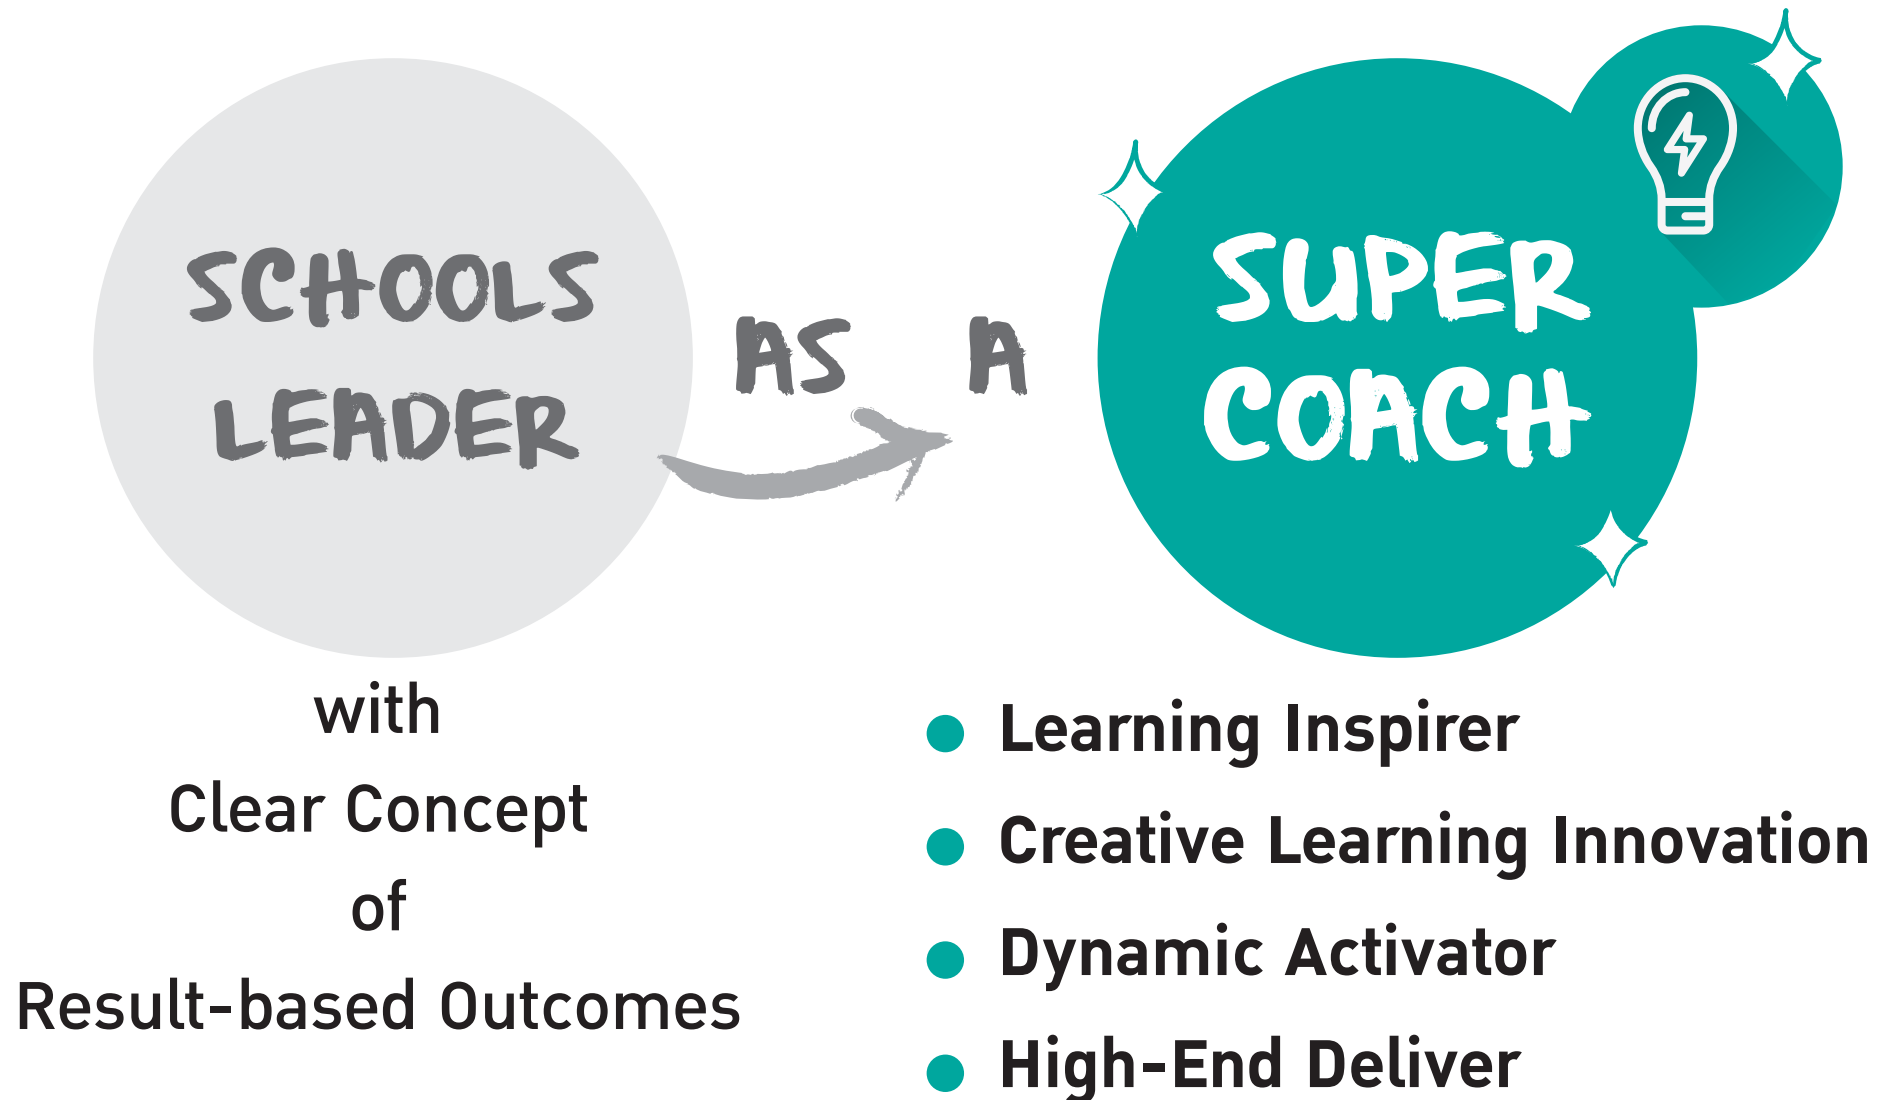 SCHOOLS
LEADER
AS A
SUPER
COACH
with
Clear Concept
of
Result-based Outcomes
Learning Inspirer
Creative Learning Innovation
Dynamic Activator
High-End Deliver